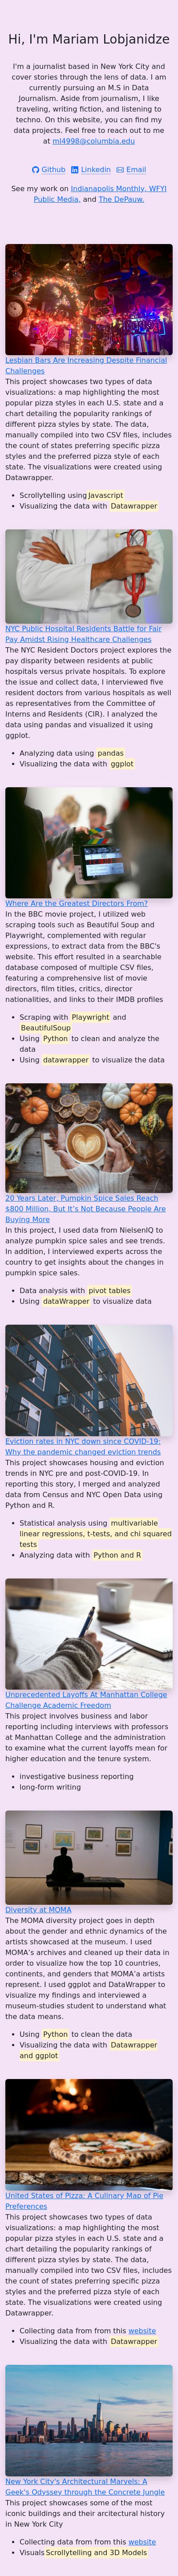 Hi, I'm Mariam Lobjanidze
I'm a journalist based in New York City and
cover stories through the lens of data. I am
currently pursuing an M.S in Data
Journalism. Aside from journalism, I like
traveling, writing fiction, and listening to
techno. On this website, you can find my
data projects. Feel free to reach out to me
at ml4998@columbia.edu
Github Linkedin Email
See my work on Indianapolis Monthly, WFYI
Public Media, and The DePauw.
Lesbian Bars Are Increasing Despite Financial
Challenges
This project showcases two types of data
visualizations: a map highlighting the most
popular pizza styles in each U.S. state and a
chart detailing the popularity rankings of
different pizza styles by state. The data,
manually compiled into two CSV files, includes
the count of states preferring specific pizza
styles and the preferred pizza style of each
state. The visualizations were created using
Datawrapper.
Scrollytelling using Javascript
Visualizing the data with Datawrapper
NYC Public Hospital Residents Battle for Fair
Pay Amidst Rising Healthcare Challenges
The NYC Resident Doctors project explores the
pay disparity between residents at public
hospitals versus private hospitals. To explore
the issue and collect data, I interviewed five
resident doctors from various hospitals as well
as representatives from the Committee of
Interns and Residents (CIR). I analyzed the
data using pandas and visualized it using
ggplot.
Analyzing data using pandas
Visualizing the data with ggplot
Where Are the Greatest Directors From?
In the BBC movie project, I utilized web
scraping tools such as Beautiful Soup and
Playwright, complemented with regular
expressions, to extract data from the BBC's
website. This effort resulted in a searchable
database composed of multiple CSV files,
featuring a comprehensive list of movie
directors, film titles, critics, director
nationalities, and links to their IMDB profiles
Scraping with Playwright and
BeautifulSoup
Using Python to clean and analyze the
data
Using datawrapper to visualize the data
20 Years Later, Pumpkin Spice Sales Reach
$800 Million, But It's Not Because People Are
Buying More
In this project, I used data from NielsenIQ to
analyze pumpkin spice sales and sex trends.
In addition, I interviewed experts across the
country to get insights about the changes in
pumpkin spice sales.
Data analysis with pivot tables
Using dataWrapper to visualize data
Eviction rates in NYC down since COVID-19:
Why the pandemic changed eviction trends
This project showcases housing and eviction
trends in NYC pre and post-COVID-19. In
reporting this story, I merged and analyzed
data from Census and NYC Open Data using
Python and R.
Statistical analysis using multivariable
linear regressions, t-tests, and chi squared
tests
Analyzing data with Python and R
Unprecedented Layoffs At Manhattan College
Challenge Academic Freedom
This project involves business and labor
reporting including interviews with professors
at Manhattan College and the administration
to examine what the current layoffs mean for
higher education and the tenure system.
investigative business reporting
long-form writing
Diversity at MOMA
The MOMA diversity project goes in depth
about the gender and ethnic dynamics of the
artists showcased at the museum. I used
MOMA's archives and cleaned up their data in
order to visualize how the top 10 countries,
continents, and genders that MOMA's artists
represent. I used ggplot and DataWrapper to
visualize my findings and interviewed a
museum-studies student to understand what
the data means.
Using Python to clean the data
Visualizing the data with Datawrapper
and ggplot
United States of Pizza: A Culinary Map of Pie
Preferences
This project showcases two types of data
visualizations: a map highlighting the most
popular pizza styles in each U.S. state and a
chart detailing the popularity rankings of
different pizza styles by state. The data,
manually compiled into two CSV files, includes
the count of states preferring specific pizza
styles and the preferred pizza style of each
state. The visualizations were created using
Datawrapper.
Collecting data from from this website
Visualizing the data with Datawrapper
New York City's Architectural Marvels: A
Geek's Odyssey through the Concrete Jungle
This project showcases some of the most
iconic buildings and their arcitectural history
in New York City
Collecting data from from this website
Visuals Scrollytelling and 3D Models